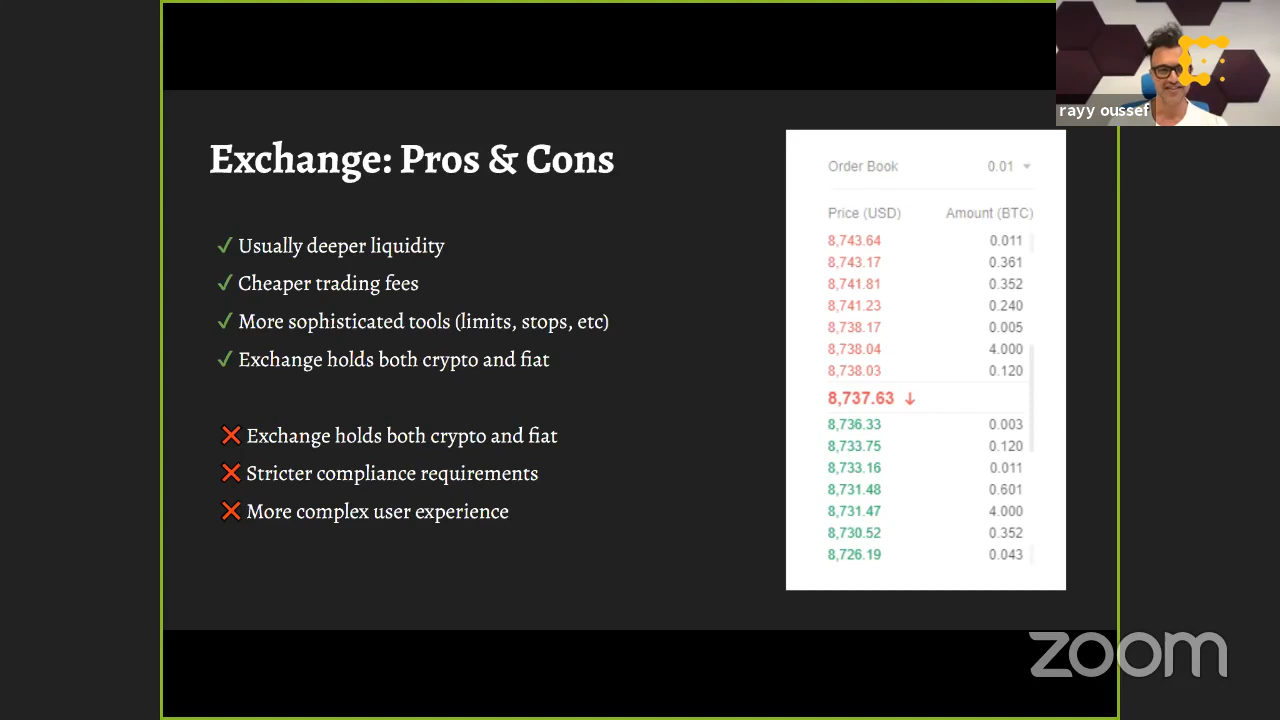 rayy oussef
Exchange: Pros & Cons
✓ Usually deeper liquidity
✓ Cheaper trading fees
✓ More sophisticated tools (limits, stops, etc)
✓ Exchange holds both crypto and fiat
❌ Exchange holds both crypto and fiat
❌ Stricter compliance requirements
❌ More complex user experience
Order Book 0.01
Price (USD) Amount (BTC)
8,743.64 0.011
8,743.17 0.361
8,741.81 0.352
8,741.23 0.240
8,738.17 0.005
8,738.04 4.000
8,738.03 0.120
8,737.63 ↓
8,736.33 0.003
8,733.75 0.120
8,733.16 0.011
8,731.48 0.601
8,731.47 4.000
8,730.52 0.352
8,726.19 0.043
zoom